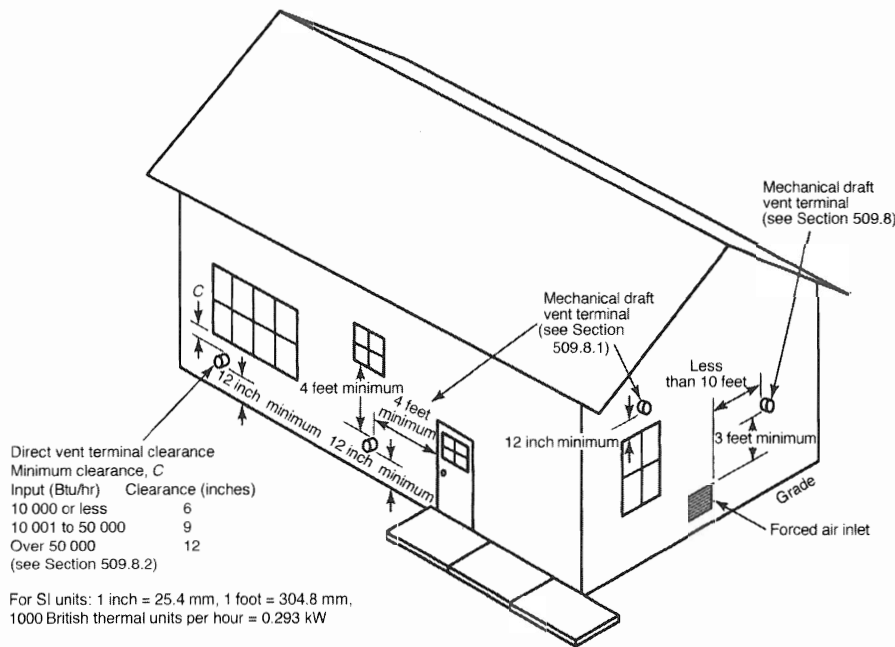 Mechanical draft
vent terminal
(see Section 509.8)
Mechanical draft
vent terminal
(see Section
509.8.1)
C
Less
than 10 feet
12 inch minimum
4 feet minimum
4 feet
minimum
12 inch minimum
12 inch minimum
3 feet minimum
Grade
Forced air inlet
Direct vent terminal clearance
Minimum clearance, C
Input (Btu/hr) Clearance (inches)
10 000 or less 6
10 001 to 50 000 9
Over 50 000 12
(see Section 509.8.2)
For SI units: 1 inch = 25.4 mm, 1 foot = 304.8 mm,
1000 British thermal units per hour = 0.293 kW